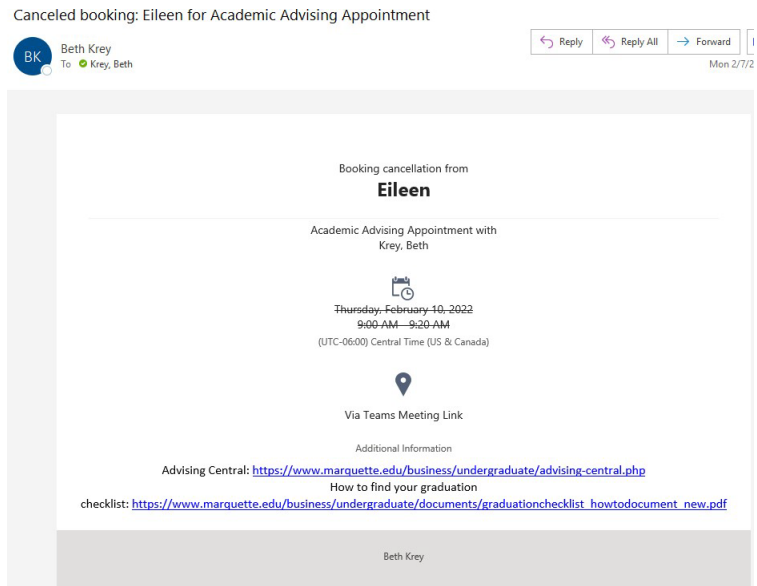 Canceled booking: Eileen for Academic Advising Appointment
BK
Beth Krey
To Krey, Beth
Reply
Reply All
Forward
Mon 2/7/2
Booking cancellation from
Eileen
Academic Advising Appointment with
Krey, Beth
Thursday, February 10, 2022
9:00 AM - 9:20 AM
(UTC-06:00) Central Time (US & Canada)
Via Teams Meeting Link
Additional Information
Advising Central: https://www.marquette.edu/business/undergraduate/advising-central.php
How to find your graduation
checklist: https://www.marquette.edu/business/undergraduate/documents/graduationchecklist_howtodocument_new.pdf
Beth Krey